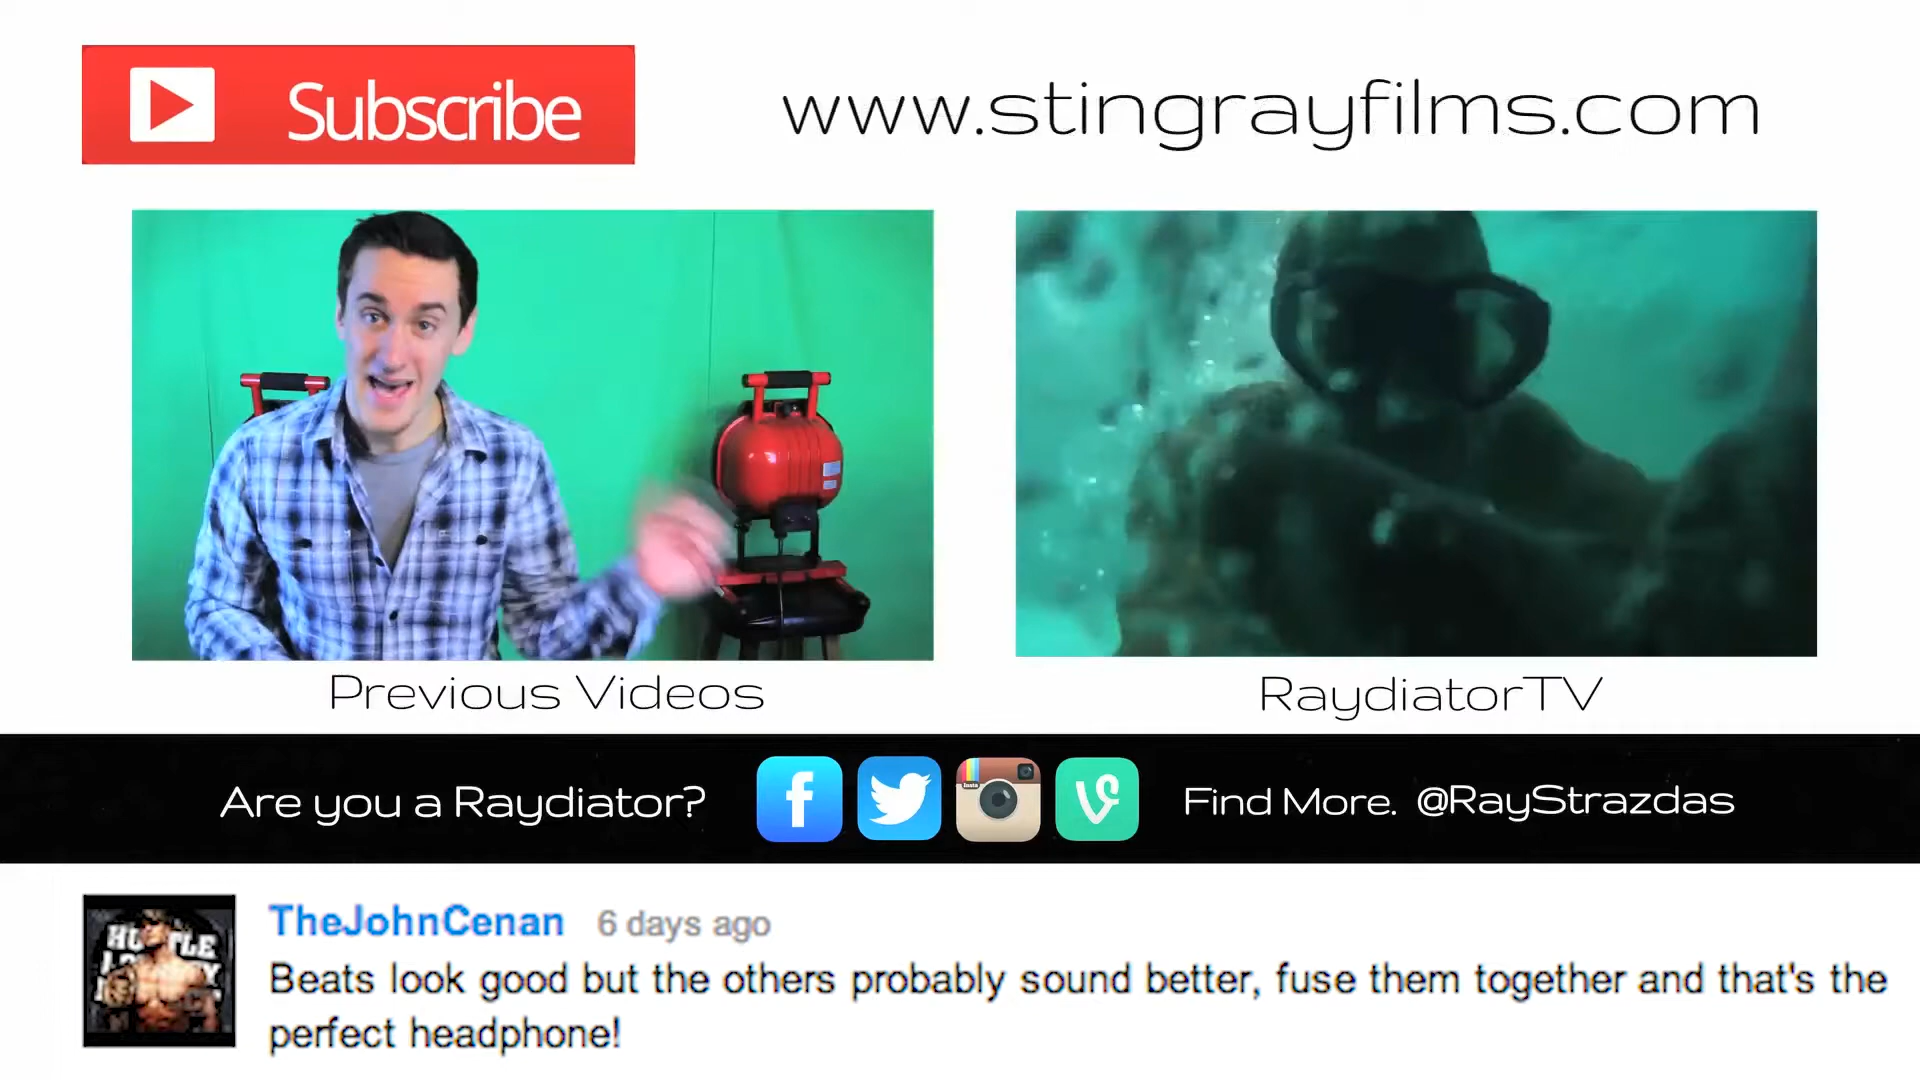 Subscribe
www.stingrayfilms.com
Previous Videos
RaydiatorTV
Are you a Raydiator?
Insta
Find More. @RayStrazdas
TheJohnCenan 6 days ago
Beats look good but the others probably sound better, fuse them together and that's the
perfect headphone!